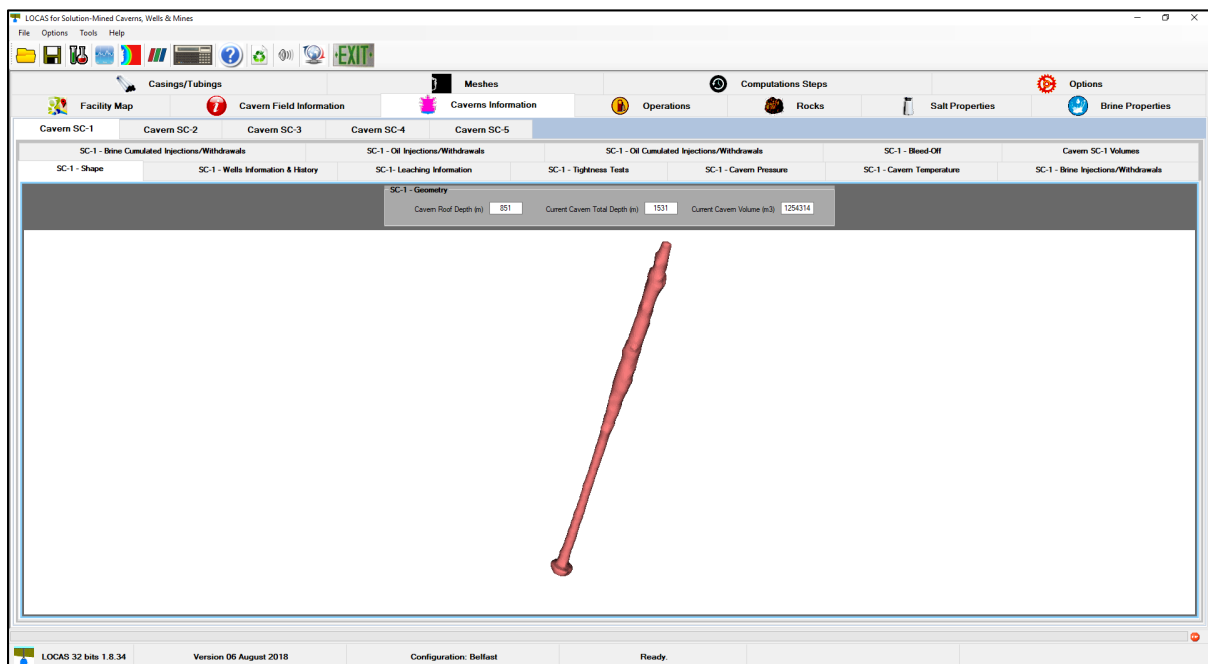 LOCAS for Solution-Mined Caverns, Wells & Mines
File Options Tools Help
EXIT
Casings/Tubings Meshes Computations Steps Options
Facility Map Cavern Field Information Caverns Information Operations Rocks Salt Properties Brine Properties
Cavern SC-1 Cavern SC-2 Cavern SC-3 Cavern SC-4 Cavern SC-5
SC-1 - Brine Cumulated Injections/Withdrawals SC-1 - Oil Injections/Withdrawals SC-1 - Oil Cumulated Injections/Withdrawals SC-1 - Bleed-Off Cavern SC-1 Volumes
SC-1 - Shape SC-1 - Wells Information & History SC-1- Leaching Information SC-1 - Tightness Tests SC-1 - Cavern Pressure SC-1 - Cavern Temperature SC-1 - Brine Injections/Withdrawals
SC-1 - Geometry
Cavern Roof Depth (m) 851 Current Cavern Total Depth (m) 1531 Current Cavern Volume (m3) 1254314
LOCAS 32 bits 1.8.34 Version 06 August 2018 Configuration: Belfast Ready.